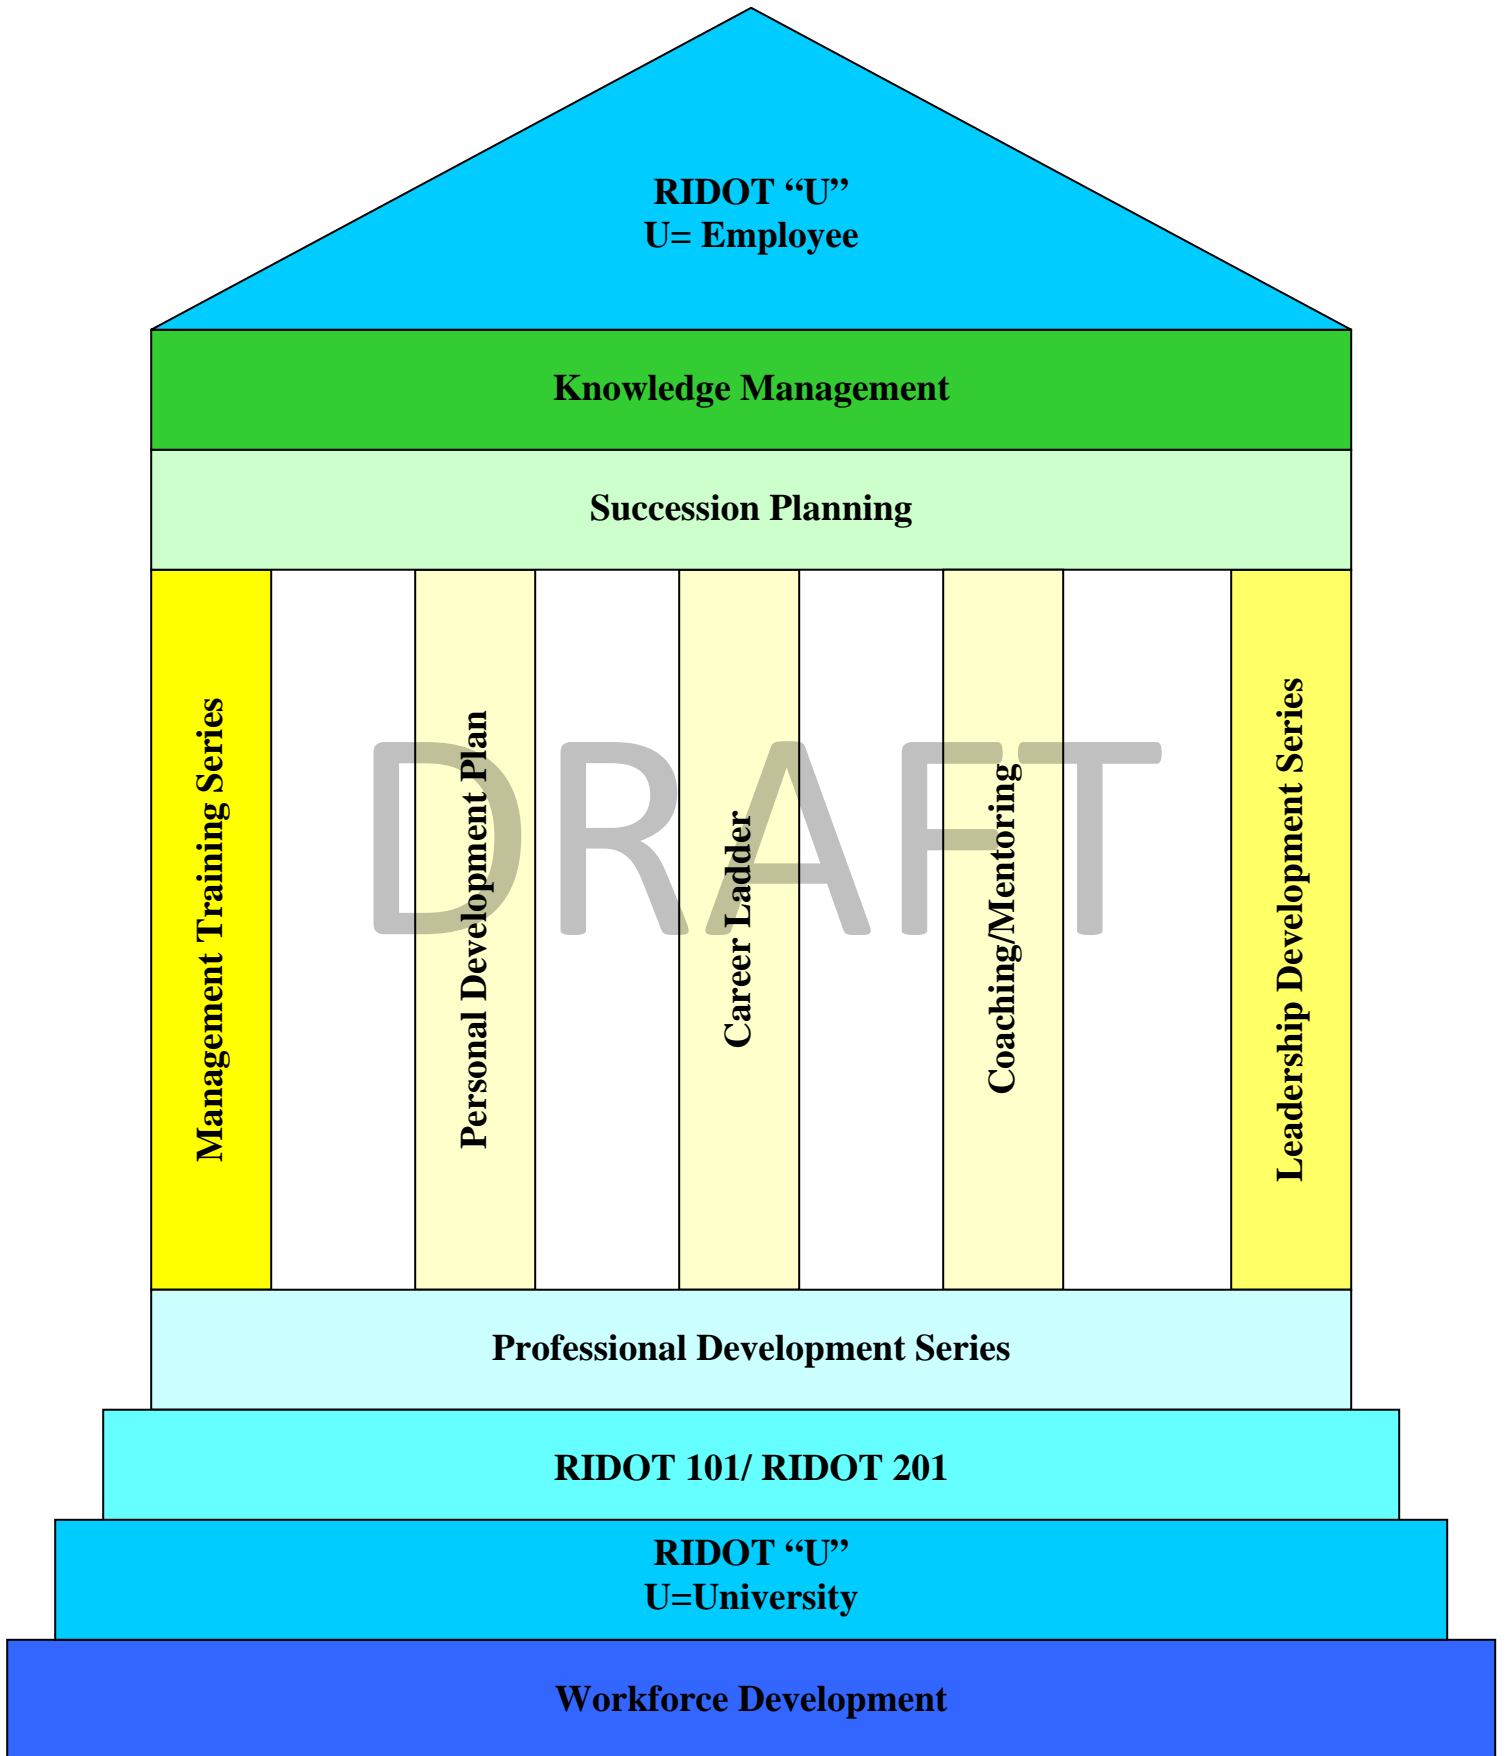 RIDOT “U”
U= Employee
Knowledge Management
Succession Planning
Management Training Series
Personal Development Plan
Career Ladder
Coaching/Mentoring
Leadership Development Series
DRAFT
Professional Development Series
RIDOT 101/ RIDOT 201
RIDOT “U”
U=University
Workforce Development